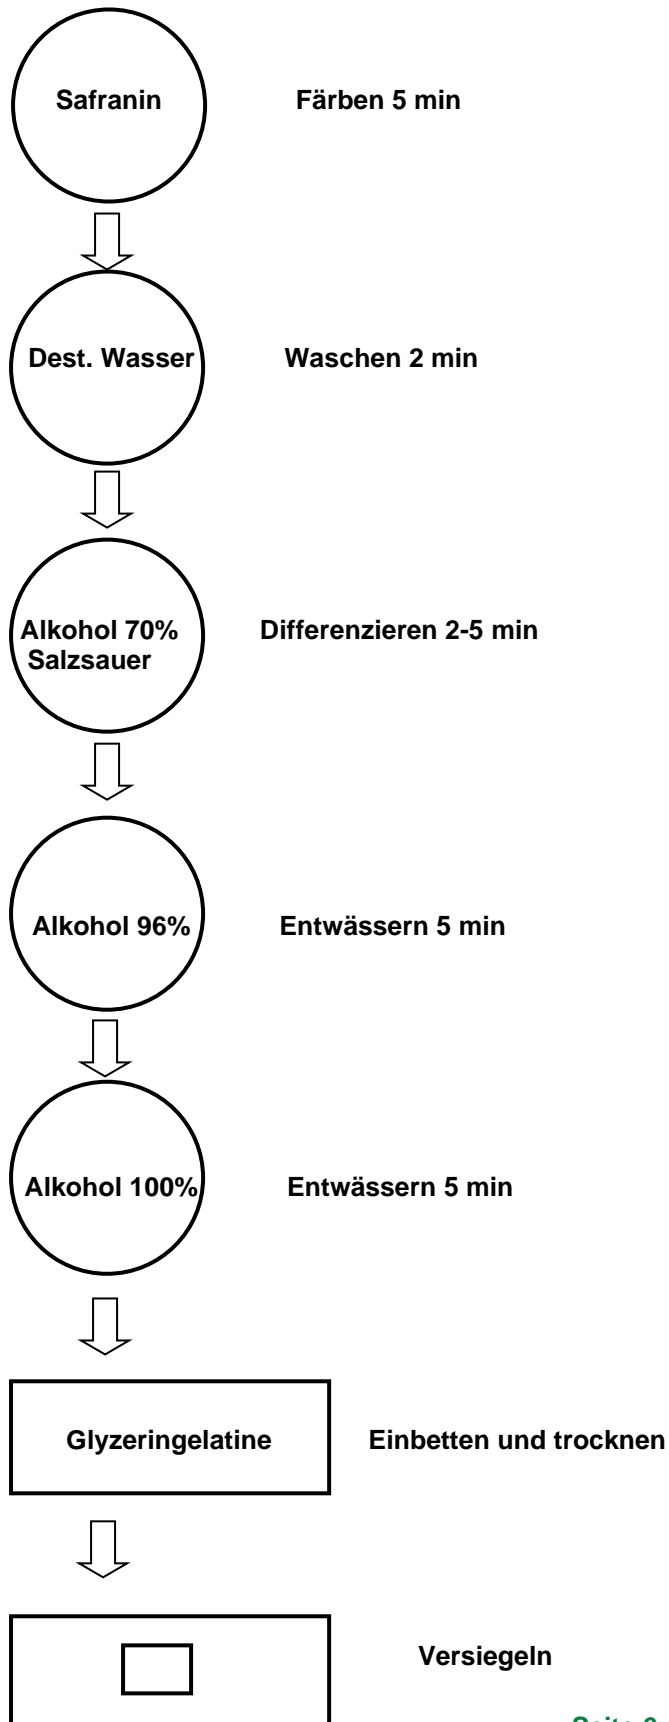 Safranin
Färben 5 min
Dest. Wasser
Waschen 2 min
Alkohol 70%
Salzsauer
Differenzieren 2-5 min
Alkohol 96%
Entwässern 5 min
Alkohol 100%
Entwässern 5 min
Glyzeringelatine
Einbetten und trocknen
Versiegeln
Seite